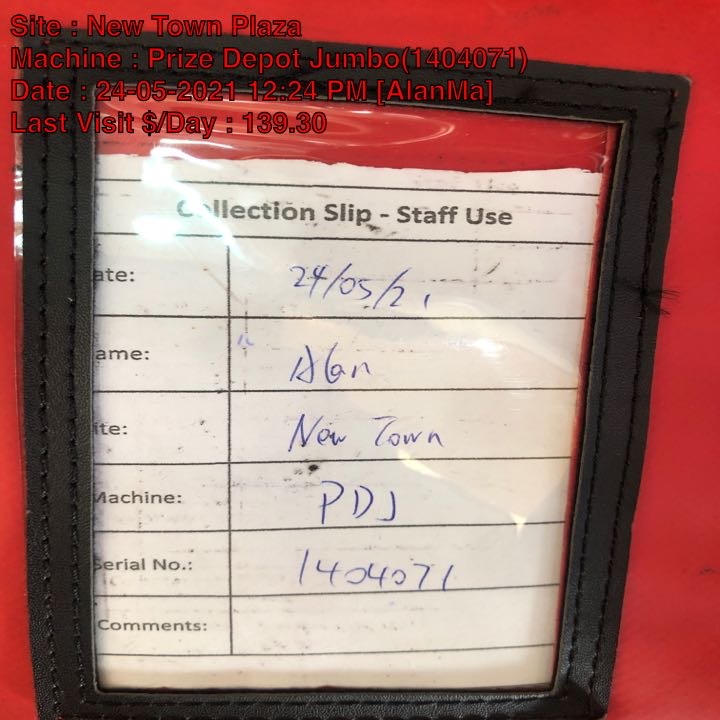 Site : New Town Plaza
Machine : Prize Depot Jumbo(1404071)
Date : 24-05-2021 12:24 PM [AlanMa]
Last Visit $/Day : 139.30
Collection Slip - Staff Use
ate: 24/05/21
ame: Alan
ite: New Town
Machine: PDJ
Serial No.: 1404071
Comments: